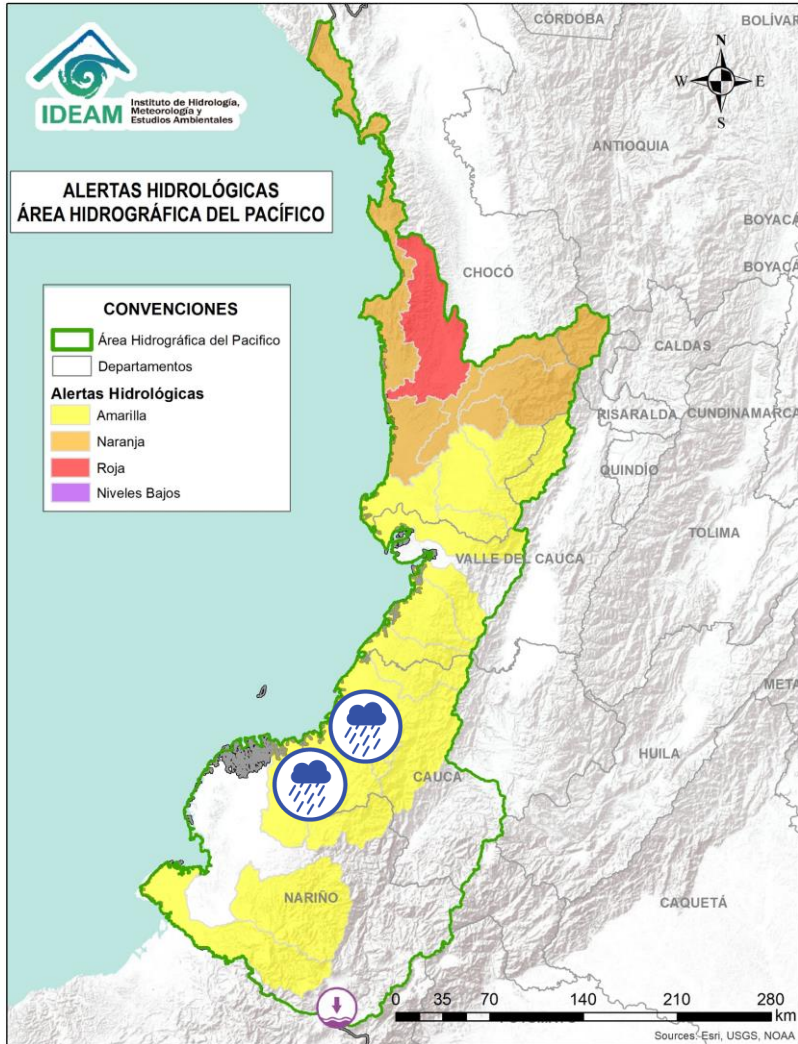 CÓRDOBA
BOLÍVAR
N
W E
S
IDEAM
Instituto de Hidrología,
Meteorología y
Estudios Ambientales
ANTIOQUIA
ALERTAS HIDROLÓGICAS
ÁREA HIDROGRÁFICA DEL PACÍFICO
BOYACÁ
BOYACÁ
CHOCÓ
CONVENCIONES
Área Hidrográfica del Pacífico
Departamentos
Alertas Hidrológicas
Amarilla
Naranja
Roja
Niveles Bajos
CALDAS
RISARALDA
CUNDINAMARCA
QUINDÍO
TOLIMA
VALLE DEL CAUCA
META
HUILA
CAUCA
NARIÑO
CAQUETÁ
0 35 70 140 210 280
km
Sources: Esri, USGS, NOAA